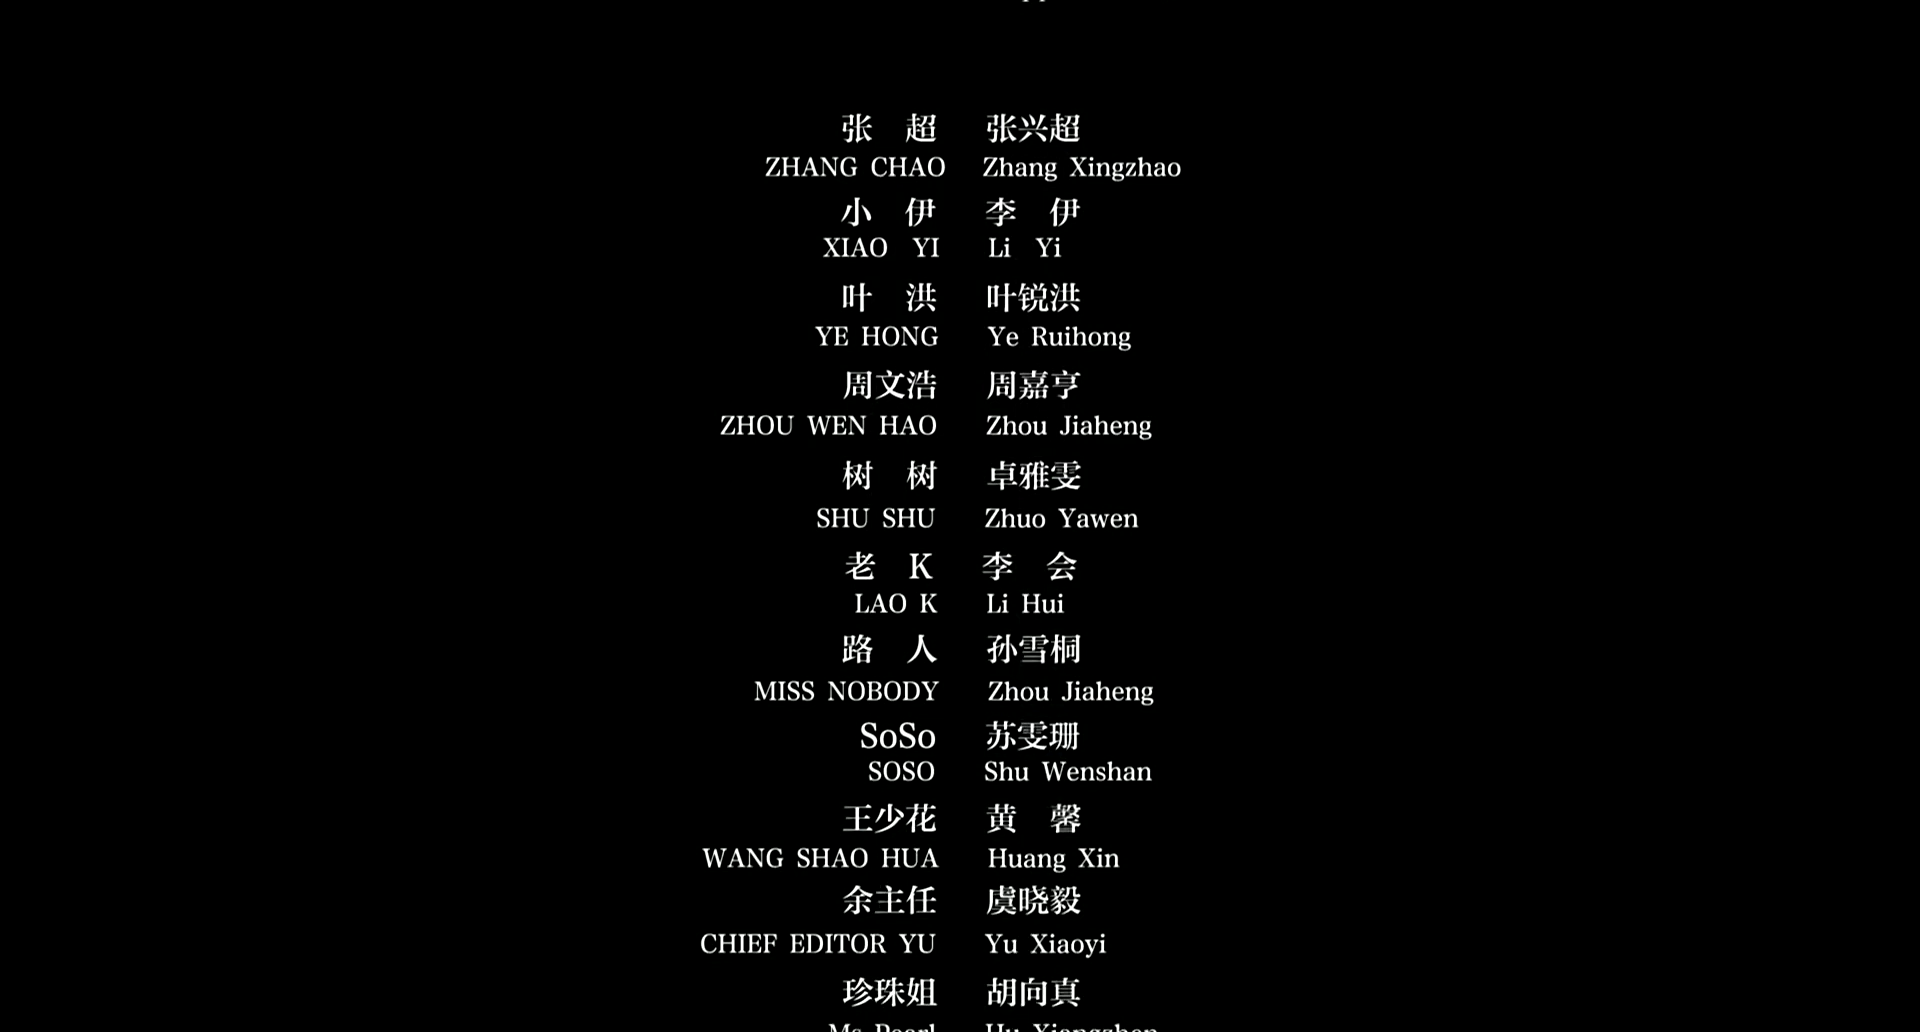 张 超 张兴超
ZHANG CHAO Zhang Xingzhao
小 伊 李 伊
XIAO YI Li Yi
叶 洪 叶锐洪
YE HONG Ye Ruihong
周文浩 周嘉亨
ZHOU WEN HAO Zhou Jiaheng
树 树 卓雅雯
SHU SHU Zhuo Yawen
老 K 李 会
LAO K Li Hui
路 人 孙雪桐
MISS NOBODY Zhou Jiaheng
SoSo 苏雯珊
SOSO Shu Wenshan
王少花 黄 馨
WANG SHAO HUA Huang Xin
余主任 虞晓毅
CHIEF EDITOR YU Yu Xiaoyi
珍珠姐 胡向真
Ms Pearl Hu Xiangzhen